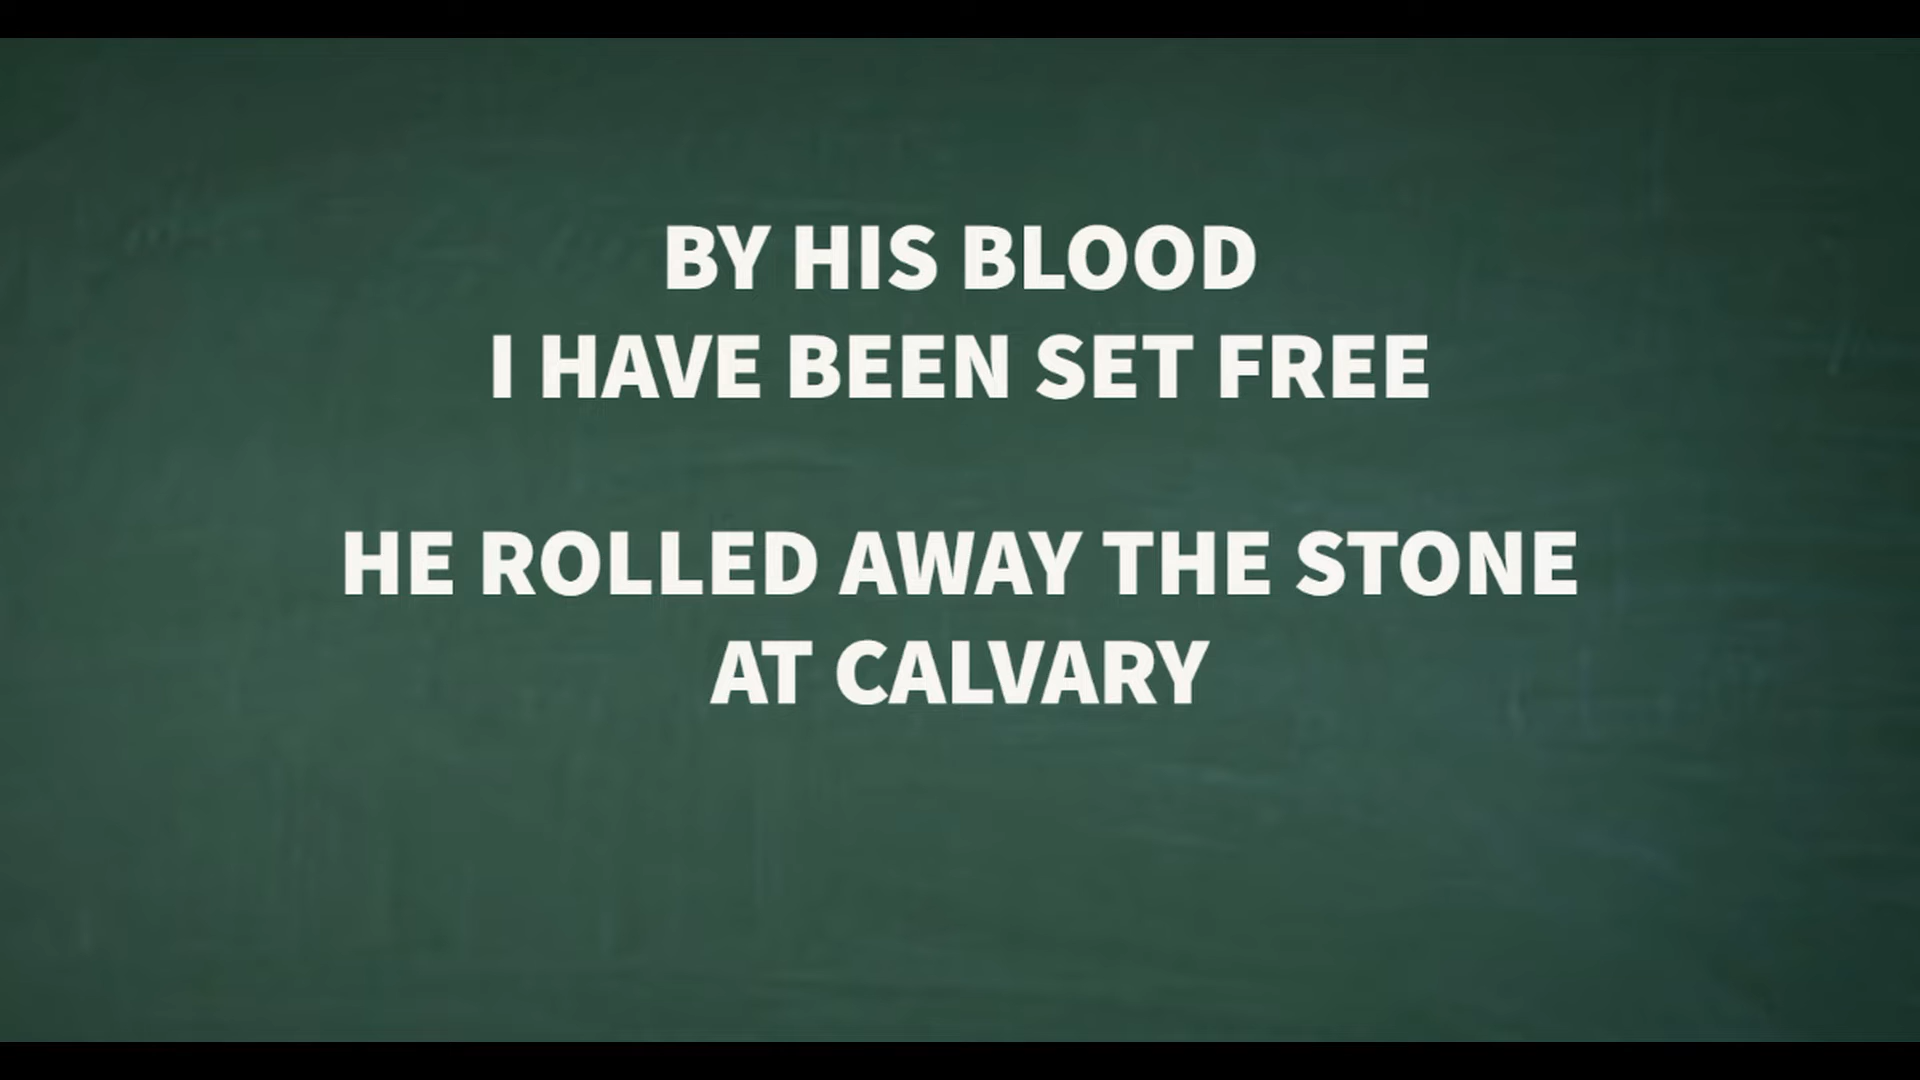 BY HIS BLOOD
I HAVE BEEN SET FREE
HE ROLLED AWAY THE STONE
AT CALVARY